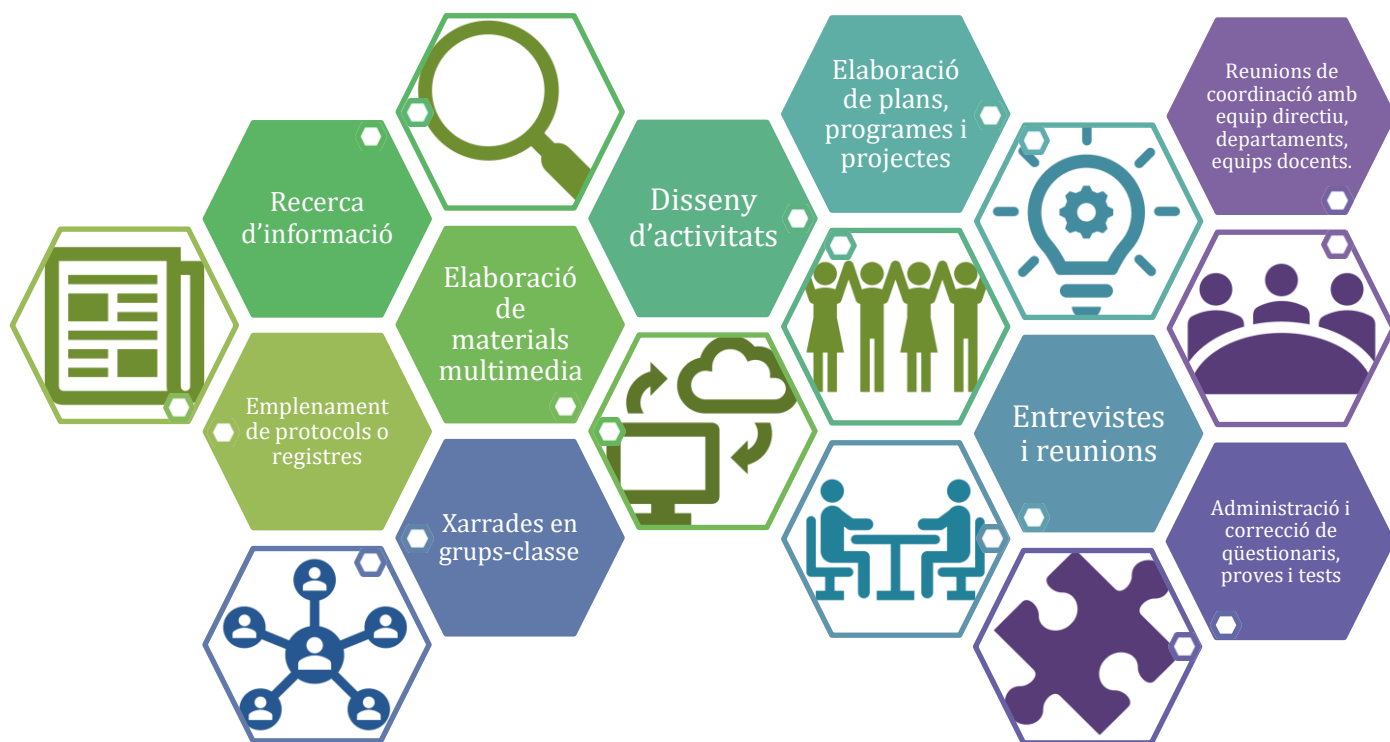 Recerca
d’informació
Emplenament
de protocols o
registres
Elaboració
de
materials
multimedia
Xarrades en
grups-classe
Disseny
d’activitats
Elaboració
de plans,
programes i
projectes
Entrevistes
i reunions
Reunions de
coordinació amb
equip directiu,
departaments,
equips docents.
Administració i
correcció de
qüestionaris,
proves i tests